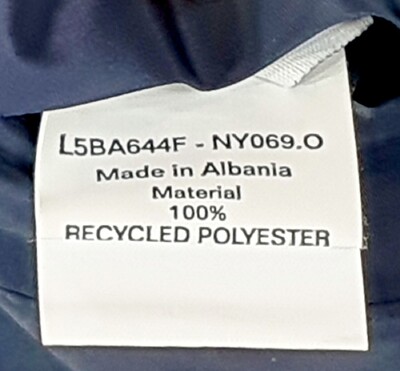 L5BA644F - NY069.O
Made in Albania
Material
100%
RECYCLED POLYESTER